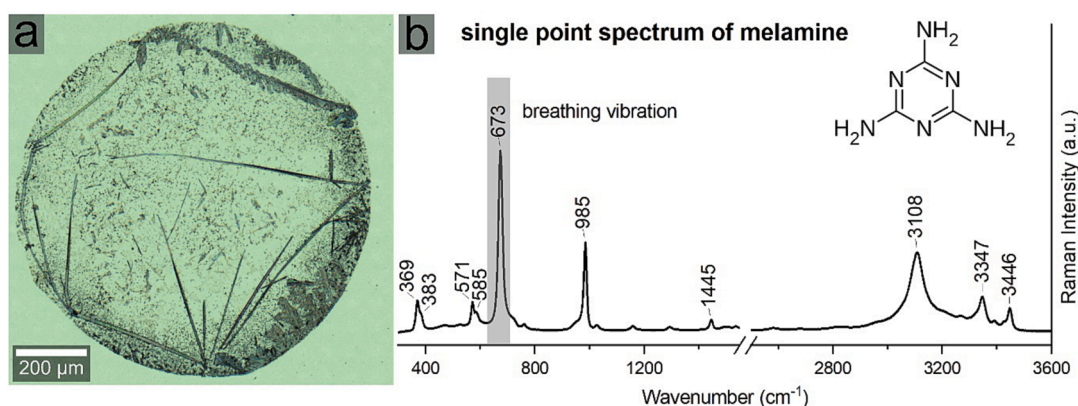 a
200 µm
b
single point spectrum of melamine
breathing vibration
369
383
571
585
673
985
1445
3108
3347
3446
NH₂
N
N
N
H₂N
NH₂
400
800
1200
2800
3200
3600
Wavenumber (cm⁻¹)
Raman Intensity (a.u.)